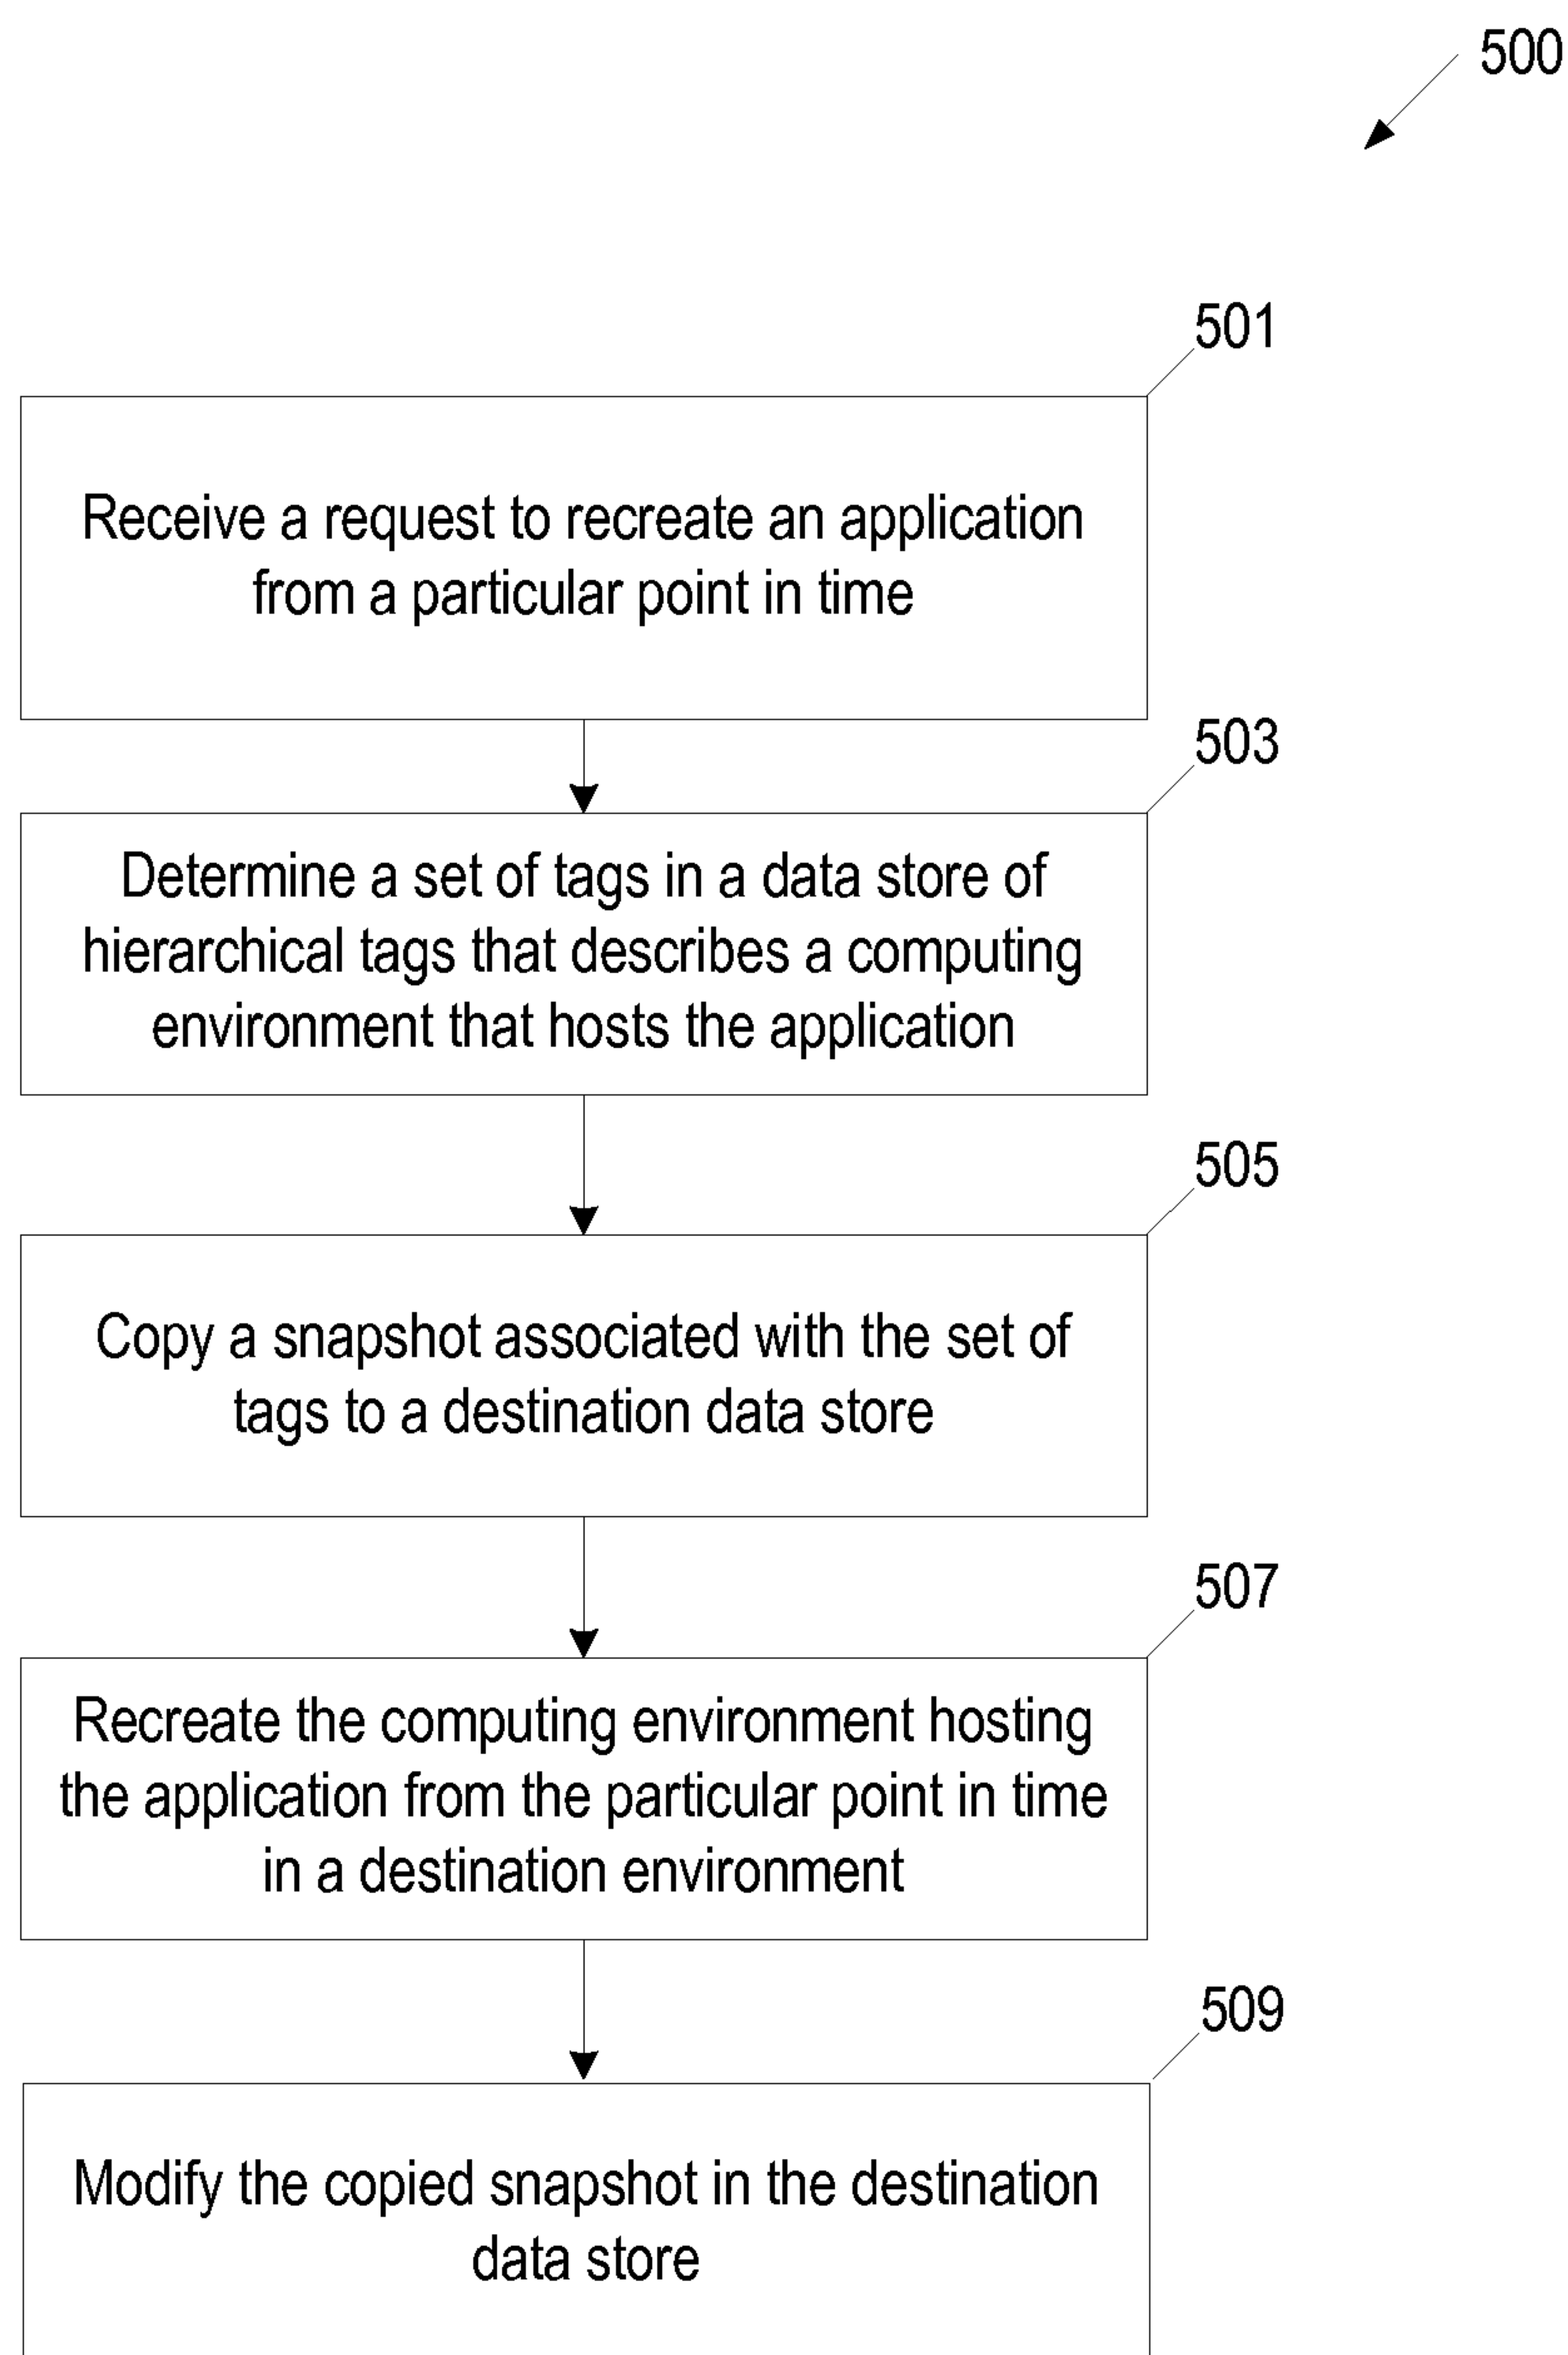 500
501
Receive a request to recreate an application
from a particular point in time
503
Determine a set of tags in a data store of
hierarchical tags that describes a computing
environment that hosts the application
505
Copy a snapshot associated with the set of
tags to a destination data store
507
Recreate the computing environment hosting
the application from the particular point in time
in a destination environment
509
Modify the copied snapshot in the destination
data store